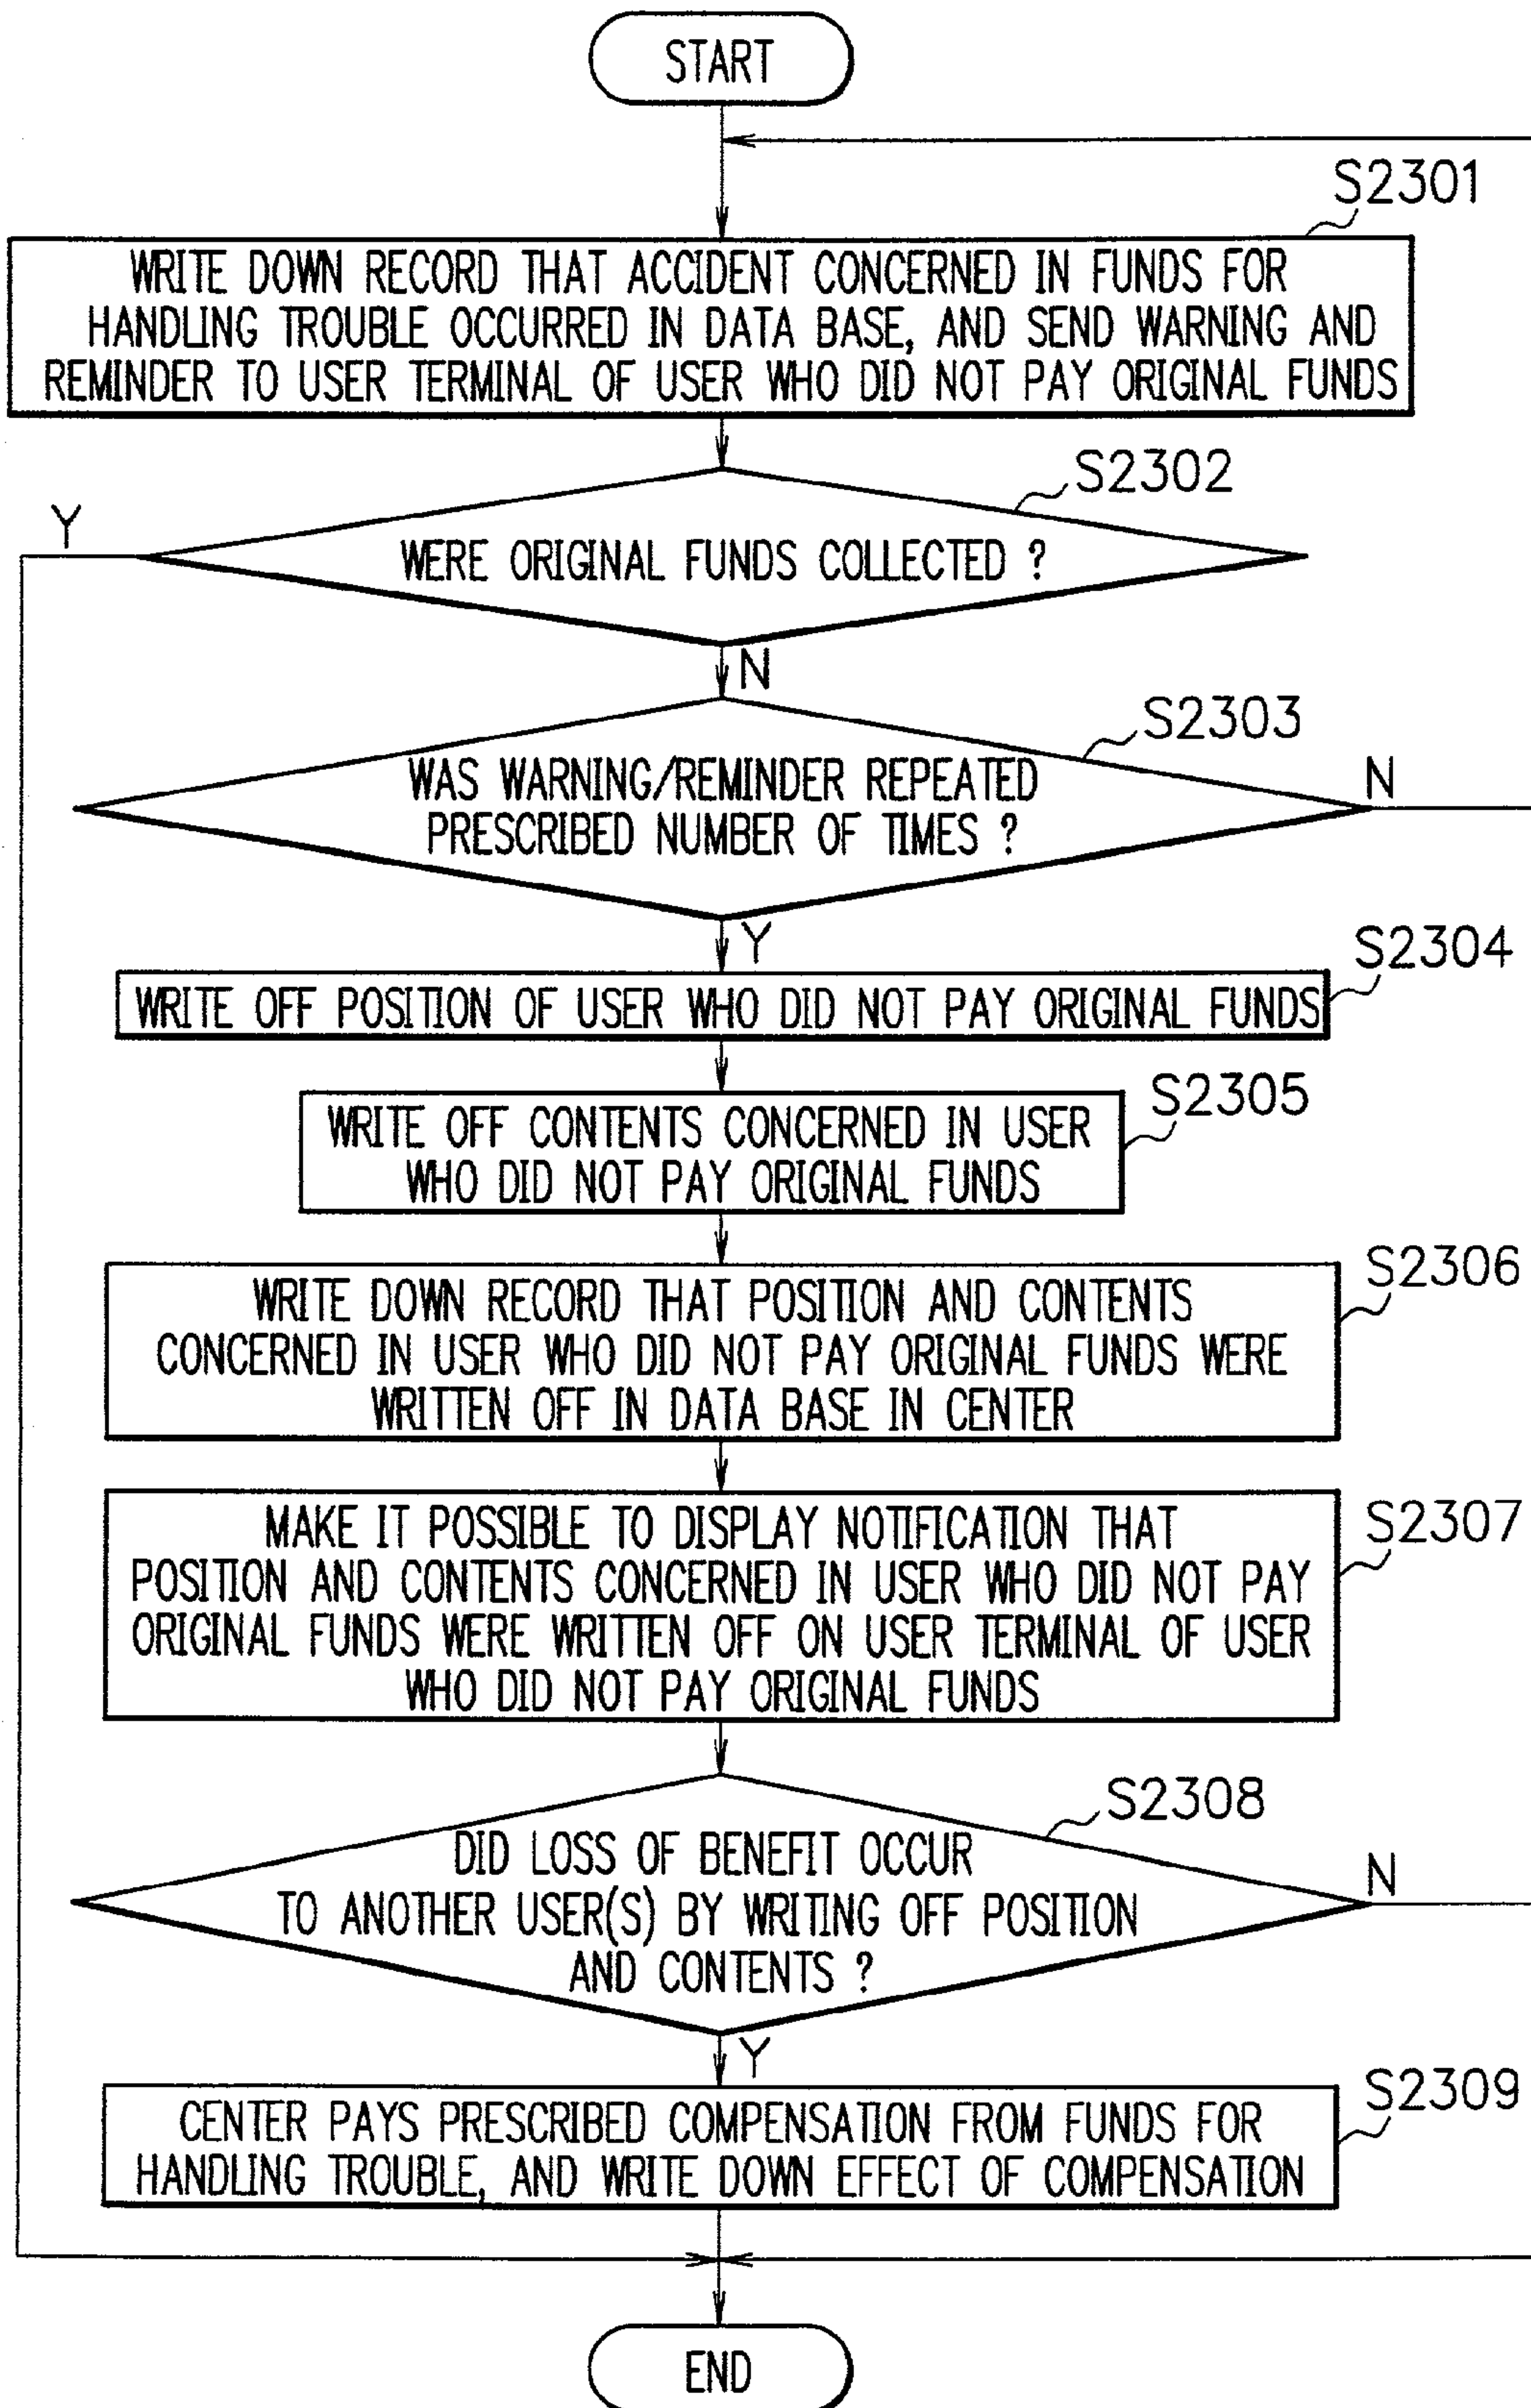 START
S2301
WRITE DOWN RECORD THAT ACCIDENT CONCERNED IN FUNDS FOR
HANDLING TROUBLE OCCURRED IN DATA BASE, AND SEND WARNING AND
REMINDER TO USER TERMINAL OF USER WHO DID NOT PAY ORIGINAL FUNDS
S2302
Y
WERE ORIGINAL FUNDS COLLECTED ?
N
S2303
WAS WARNING/REMINDER REPEATED
PRESCRIBED NUMBER OF TIMES ?
N
Y
S2304
WRITE OFF POSITION OF USER WHO DID NOT PAY ORIGINAL FUNDS
S2305
WRITE OFF CONTENTS CONCERNED IN USER
WHO DID NOT PAY ORIGINAL FUNDS
S2306
WRITE DOWN RECORD THAT POSITION AND CONTENTS
CONCERNED IN USER WHO DID NOT PAY ORIGINAL FUNDS WERE
WRITTEN OFF IN DATA BASE IN CENTER
S2307
MAKE IT POSSIBLE TO DISPLAY NOTIFICATION THAT
POSITION AND CONTENTS CONCERNED IN USER WHO DID NOT PAY
ORIGINAL FUNDS WERE WRITTEN OFF ON USER TERMINAL OF USER
WHO DID NOT PAY ORIGINAL FUNDS
S2308
DID LOSS OF BENEFIT OCCUR
TO ANOTHER USER(S) BY WRITING OFF POSITION
AND CONTENTS ?
N
Y
S2309
CENTER PAYS PRESCRIBED COMPENSATION FROM FUNDS FOR
HANDLING TROUBLE, AND WRITE DOWN EFFECT OF COMPENSATION
END